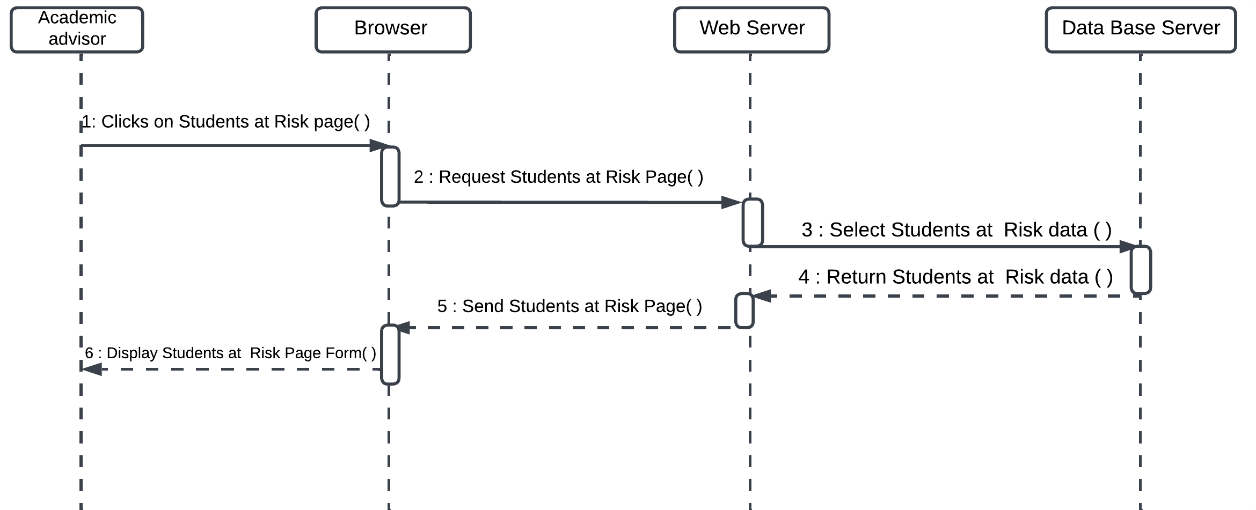 Academic
advisor
Browser
Web Server
Data Base Server
1: Clicks on Students at Risk page( )
2 : Request Students at Risk Page( )
3 : Select Students at  Risk data ( )
4 : Return Students at  Risk data ( )
5 : Send Students at Risk Page( )
6 : Display Students at  Risk Page Form( )